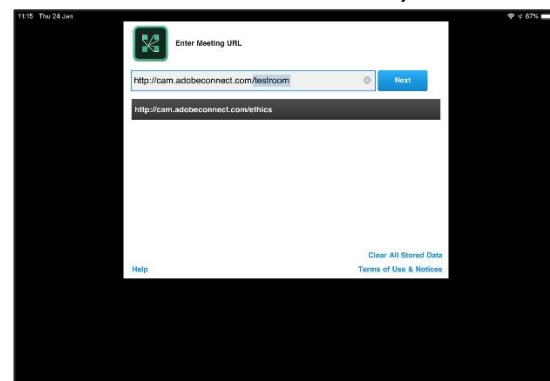 11:15 Thu 24 Jan
87%
Enter Meeting URL
http://cam.adobeconnect.com/testroom
Next
http://cam.adobeconnect.com/ethics
Clear All Stored Data
Help
Terms of Use & Notices